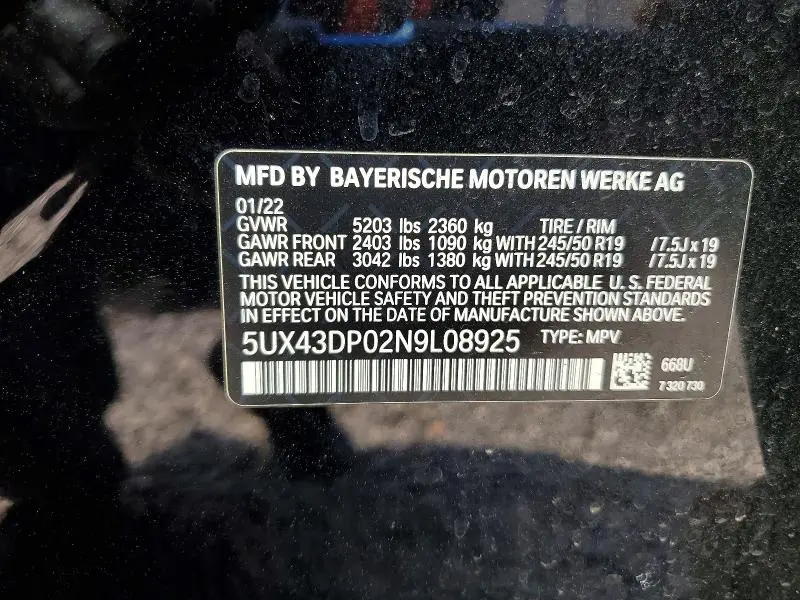 MFD BY BAYERISCHE MOTOREN WERKE AG
01/22
GVWR 5203 lbs 2360 kg TIRE / RIM
GAWR FRONT 2403 lbs 1090 kg WITH 245/50 R19 / 7.5J x 19
GAWR REAR 3042 lbs 1380 kg WITH 245/50 R19 / 7.5J x 19
THIS VEHICLE CONFORMS TO ALL APPLICABLE U. S. FEDERAL
MOTOR VEHICLE SAFETY AND THEFT PREVENTION STANDARDS
IN EFFECT ON THE DATE OF MANUFACTURE SHOWN ABOVE.
5UX43DP02N9L08925 TYPE: MPV
668U
7 320 730